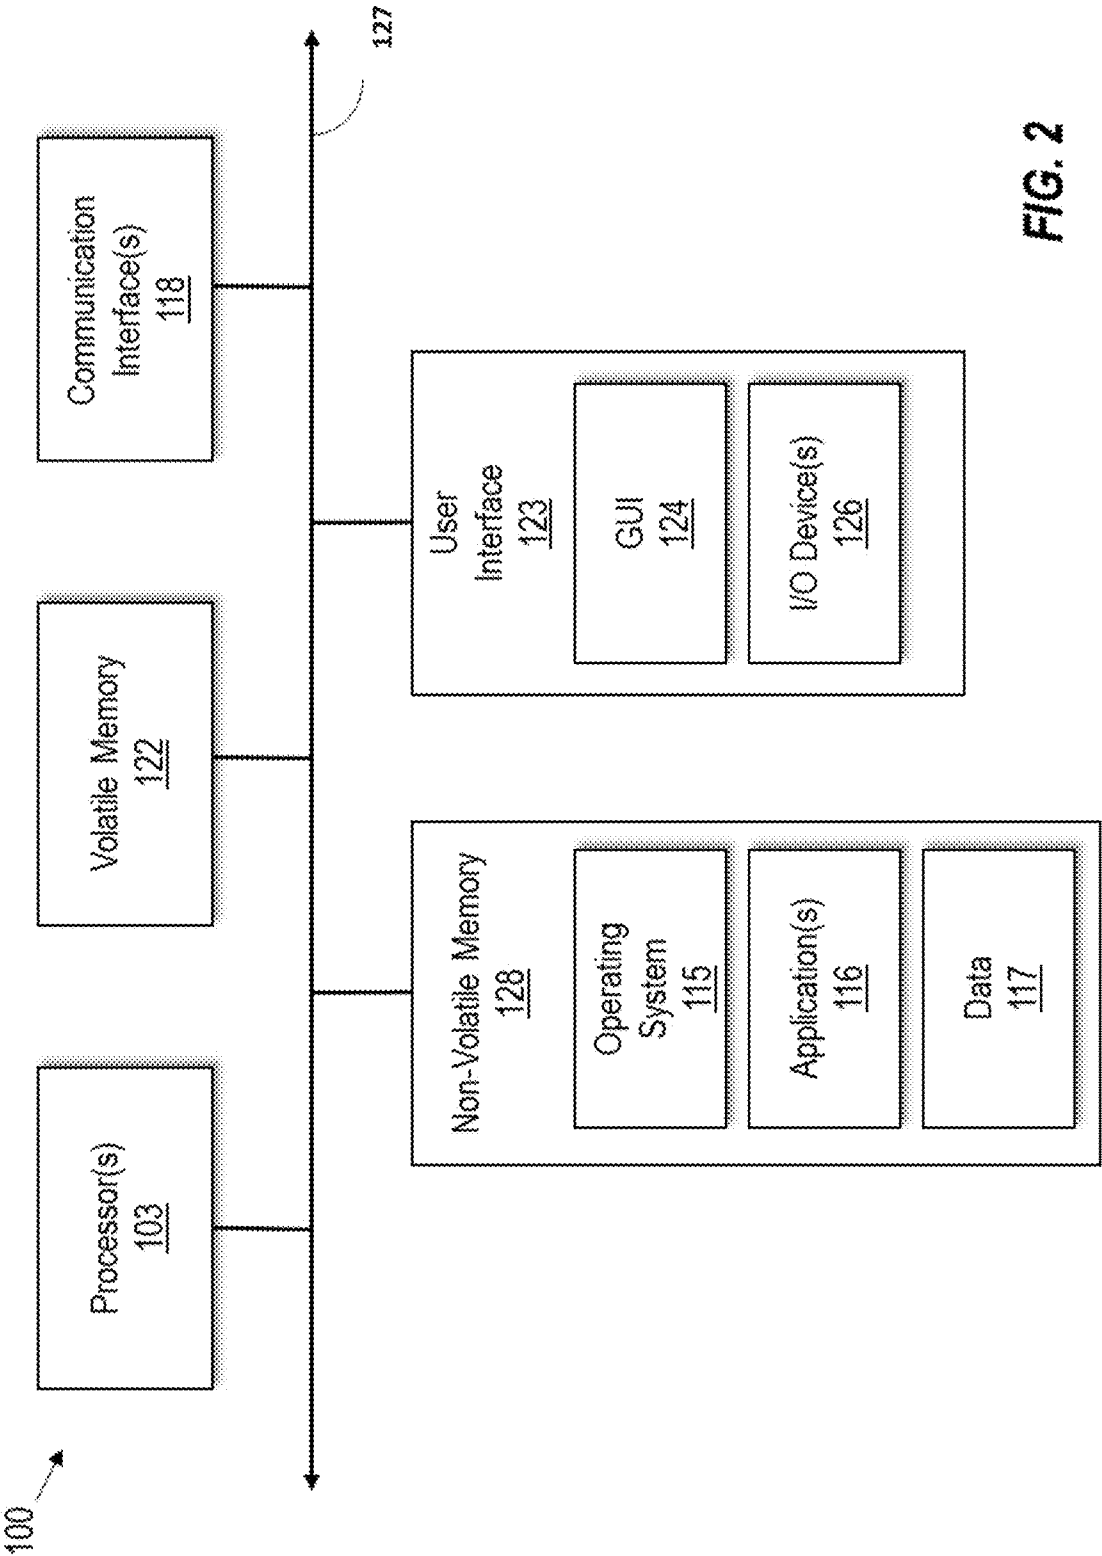 100
Processor(s)
103
Volatile Memory
122
Communication
Interface(s)
118
127
Non-Volatile Memory
128
Operating
System
115
Application(s)
116
Data
117
User
Interface
123
GUI
124
I/O Device(s)
126
FIG. 2